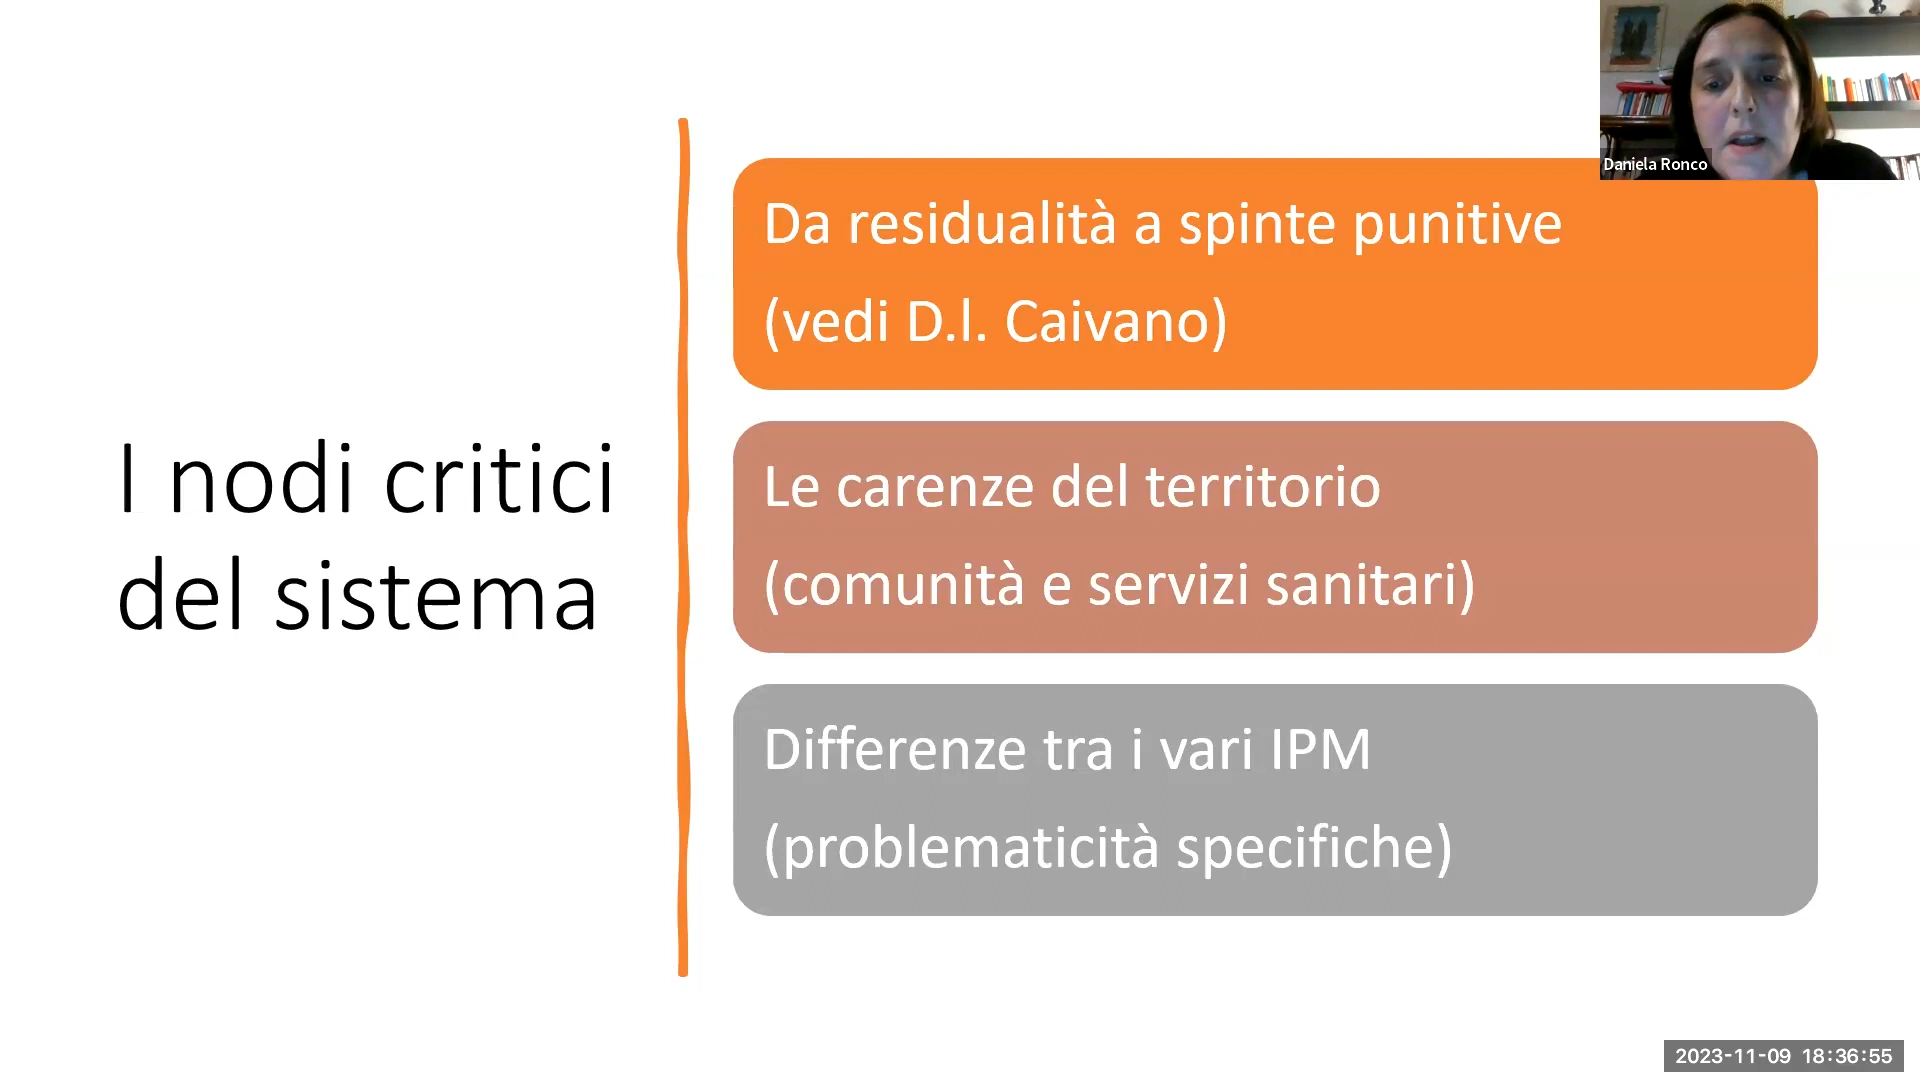 Daniela Ronco
I nodi critici
del sistema
Da residualità a spinte punitive
(vedi D.l. Caivano)
Le carenze del territorio
(comunità e servizi sanitari)
Differenze tra i vari IPM
(problematicità specifiche)
2023-11-09 18:36:55